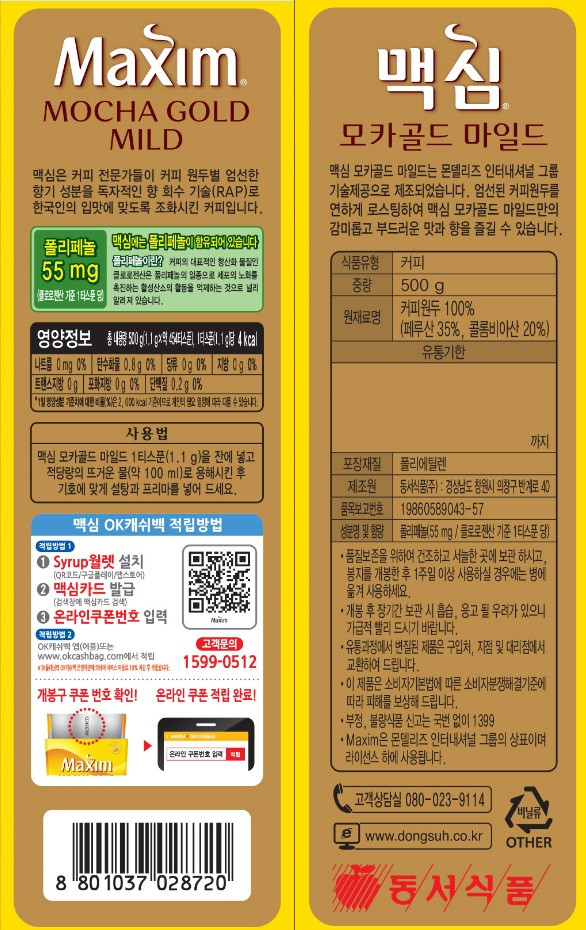 Maxim®
MOCHA GOLD
MILD
맥심은 커피 전문가들이 커피 원두별 엄선한
향기 성분을 독자적인 향 회수 기술(RAP)로
한국인의 입맛에 맞도록 조화시킨 커피입니다.
폴리페놀
55 mg
(클로로겐산 기준 1티스푼 당)
맥심에는 폴리페놀이 함유되어 있습니다
폴리페놀이란? 커피의 대표적인 항산화 물질인
클로로겐산은 폴리페놀의 일종으로 세포의 노화를
촉진하는 활성산소의 활동을 억제하는 것으로 널리
알려져 있습니다.
영양정보 총 내용량 500 g(1.1 g×약 454티스푼), 1티스푼(1.1 g)당 4 kcal
나트륨 0 mg 0% 탄수화물 0.8 g 0% 당류 0 g 0% 지방 0 g 0%
트랜스지방 0 g 포화지방 0 g 0% 단백질 0.2 g 0%
*1일 영양성분 기준치에 대한 비율(%)은 2,000 kcal 기준이므로 개인의 필요 열량에 따라 다를 수 있습니다.
사용법
맥심 모카골드 마일드 1티스푼(1.1 g)을 잔에 넣고
적당량의 뜨거운 물(약 100 ml)로 용해시킨 후
기호에 맞게 설탕과 프리마를 넣어 드세요.
맥심 OK캐쉬백 적립방법
적립방법 1
1 Syrup월렛 설치
(QR코드/구글플레이/앱스토어)
2 맥심카드 발급
(검색창에 맥심카드 검색)
3 온라인쿠폰번호 입력
Maxim
적립방법 2
OK캐쉬백 앱(어플)또는
www.okcashbag.com에서 적립
고객문의
1599-0512
개봉구 쿠폰 번호 확인!
온라인 쿠폰 적립 완료!
Maxim
온라인 쿠폰번호 입력 적립
8 801037 028720
맥심®
모카골드 마일드
맥심 모카골드 마일드는 몬델리즈 인터내셔널 그룹
기술제공으로 제조되었습니다. 엄선된 커피원두를
연하게 로스팅하여 맥심 모카골드 마일드만의
감미롭고 부드러운 맛과 향을 즐길 수 있습니다.
식품유형 커피
중량 500 g
원재료명 커피원두 100%
(페루산 35%, 콜롬비아산 20%)
유통기한
까지
포장재질 폴리에틸렌
제조원 동서식품(주) : 경상남도 창원시 의창구 반계로 40
품목보고번호 19860589043-57
성분명 및 함량 폴리페놀(55 mg / 클로로겐산 기준 1티스푼 당)
• 품질보존을 위하여 건조하고 서늘한 곳에 보관 하시고,
봉지를 개봉한 후 1주일 이상 사용하실 경우에는 병에
옮겨 사용하세요.
• 개봉 후 장기간 보관 시 흡습, 응고 될 우려가 있으니
가급적 빨리 드시기 바랍니다.
• 유통과정에서 변질된 제품은 구입처, 지점 및 대리점에서
교환하여 드립니다.
• 이 제품은 소비자기본법에 따른 소비자분쟁해결기준에
따라 피해를 보상해 드립니다.
• 부정, 불량식품 신고는 국번 없이 1399
• Maxim은 몬델리즈 인터내셔널 그룹의 상표이며
라이선스 하에 사용됩니다.
고객상담실 080-023-9114
www.dongsuh.co.kr
비닐류
OTHER
동서식품